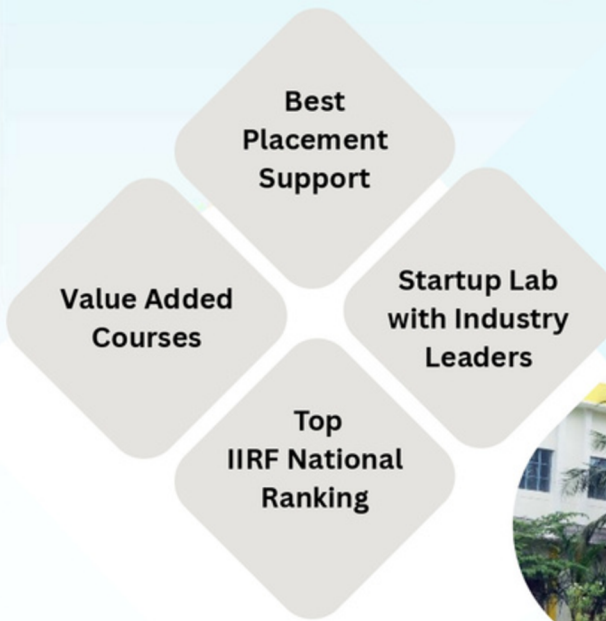 Best
Placement
Support
Value Added
Courses
Startup Lab
with Industry
Leaders
Top
IIRF National
Ranking